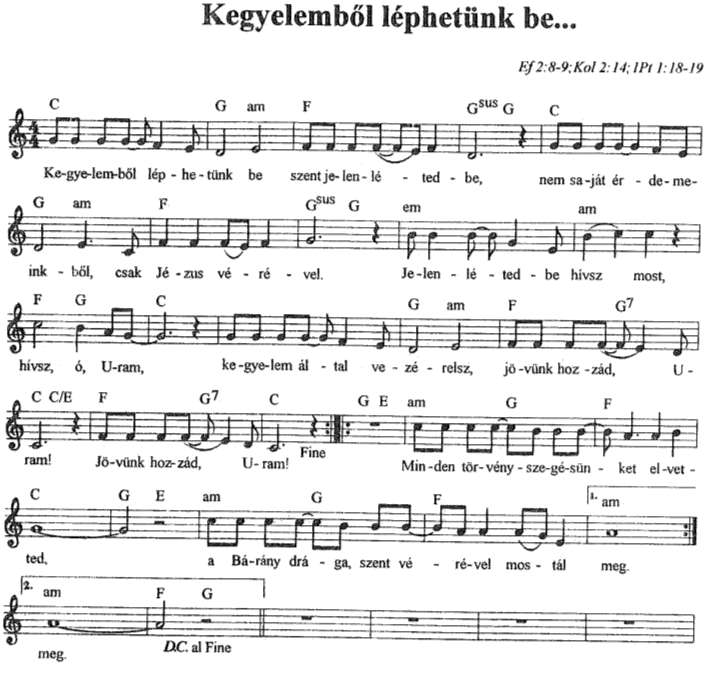 Kegyelemből léphetünk be...
Ef 2:8-9; Kol 2:14; 1Pt 1:18-19
C G am F Gsus G C
4/4
Ke-gye-lem-ből lép - he-tünk be szent je-len-lé - ted - be, nem sa-ját ér - de-me-
G am F Gsus G em am
ink - ből, csak Jé - zus vé - ré - vel. Je-len - lé - ted - be hívsz most,
F G C G am F G7
hívsz, ó, U-ram, ke-gye-lem ál - tal ve - zé - relsz, jö-vünk hoz-zád, U -
C C/E F G7 C G E am G F
Fine
ram! Jö-vünk hoz-zád, U-ram! Min-den tör-vény-sze-gé-sün - ket el-vet-
C G E am G F 1. am
ted, a Bá-rány drá - ga, szent vé - ré-vel mos-tál meg.
2. am F G
meg. D.C. al Fine